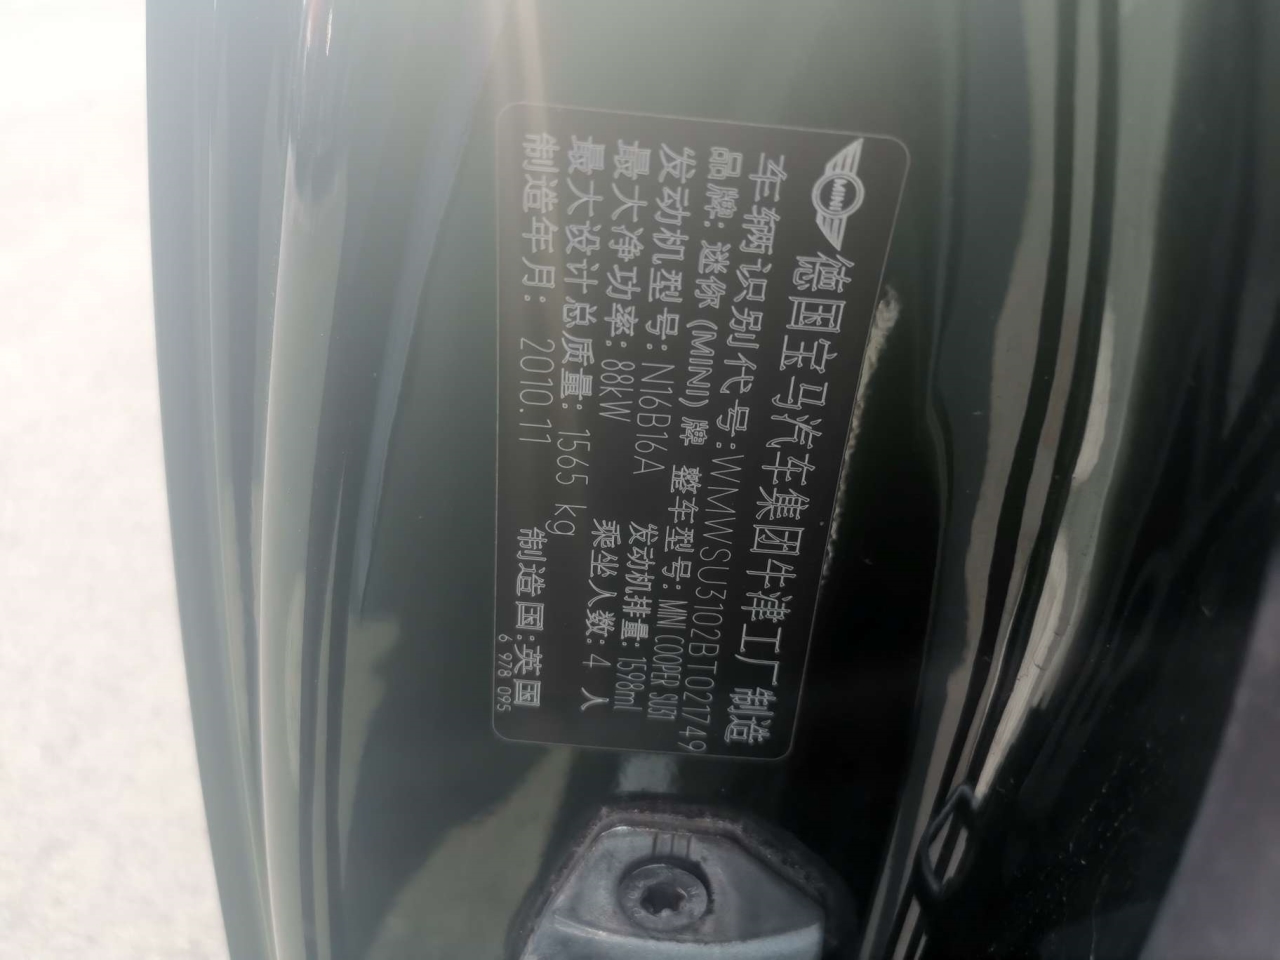 MINI
德国宝马汽车集团牛津工厂制造
车辆识别代号:WMWSU3102BT021749
品牌: 迷你 (MINI) 牌 整车型号: MINI COOPER SU31
发动机型号: N16B16A 发动机排量: 1598ml
最大净功率: 88kW 乘坐人数: 4 人
最大设计总质量: 1565 kg
制造年月: 2010.11 制造国:英国
6 978 095